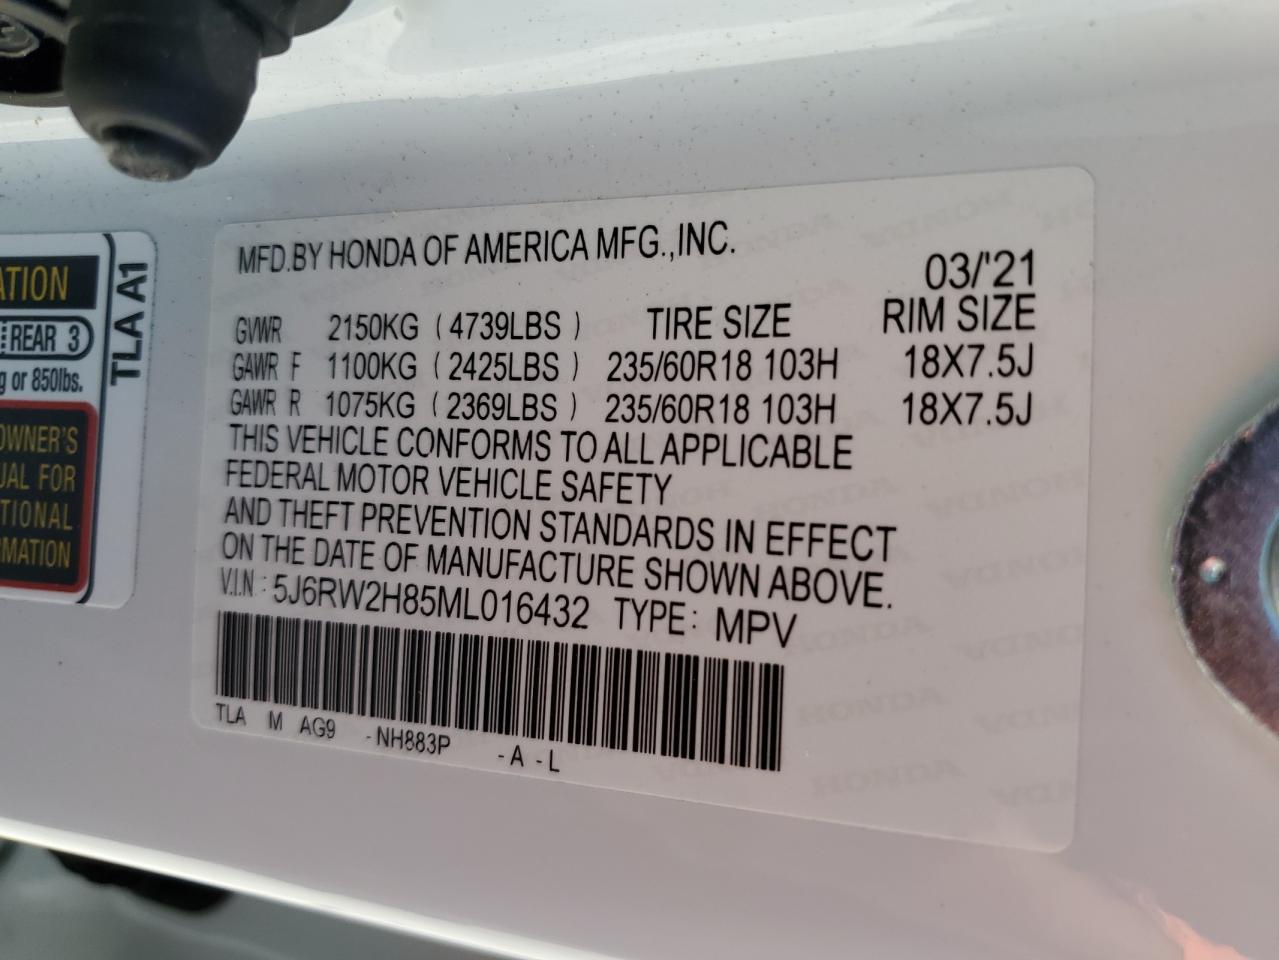 ATION
REAR 3
g or 850lbs.
OWNER'S
UAL FOR
TIONAL
RMATION
TLA A1
MFD.BY HONDA OF AMERICA MFG.,INC.
03/'21
GVWR 2150KG (4739LBS) TIRE SIZE RIM SIZE
GAWR F 1100KG (2425LBS) 235/60R18 103H 18X7.5J
GAWR R 1075KG (2369LBS) 235/60R18 103H 18X7.5J
THIS VEHICLE CONFORMS TO ALL APPLICABLE
FEDERAL MOTOR VEHICLE SAFETY
AND THEFT PREVENTION STANDARDS IN EFFECT
ON THE DATE OF MANUFACTURE SHOWN ABOVE.
V.I.N: 5J6RW2H85ML016432 TYPE: MPV
TLA M AG9 -NH883P -A -L